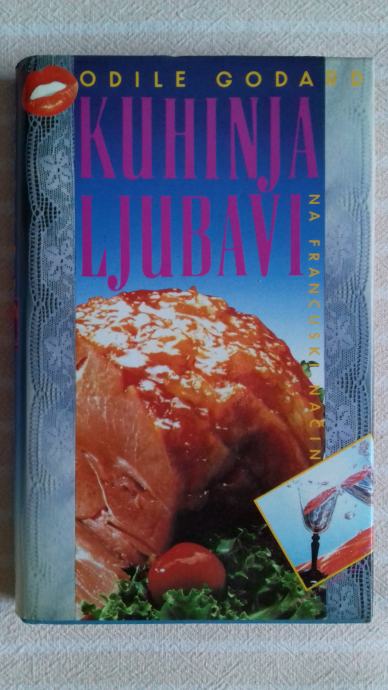 ODILE GODARD
KUHINJA
LJUBAVI
NA FRANCUSKI NAČIN